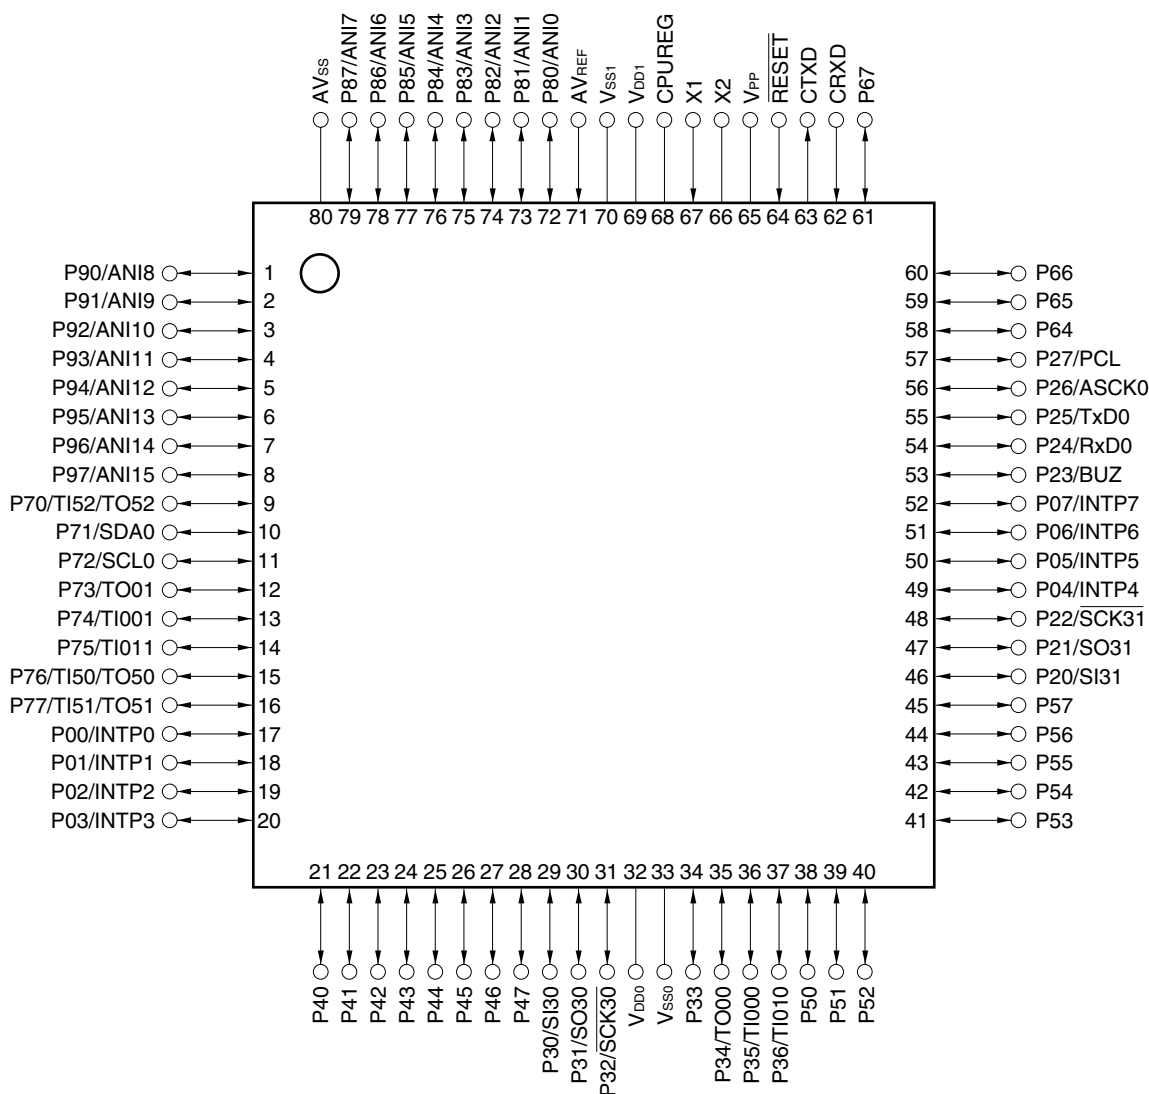 AVSS
P87/ANI7
P86/ANI6
P85/ANI5
P84/ANI4
P83/ANI3
P82/ANI2
P81/ANI1
P80/ANI0
AVREF
VSS1
VDD1
CPUREG
X1
X2
VPP
RESET
CTXD
CRXD
P67
80 79 78 77 76 75 74 73 72 71 70 69 68 67 66 65 64 63 62 61
P90/ANI8 1 60 P66
P91/ANI9 2 59 P65
P92/ANI10 3 58 P64
P93/ANI11 4 57 P27/PCL
P94/ANI12 5 56 P26/ASCK0
P95/ANI13 6 55 P25/TxD0
P96/ANI14 7 54 P24/RxD0
P97/ANI15 8 53 P23/BUZ
P70/TI52/TO52 9 52 P07/INTP7
P71/SDA0 10 51 P06/INTP6
P72/SCL0 11 50 P05/INTP5
P73/TO01 12 49 P04/INTP4
P74/TI001 13 48 P22/SCK31
P75/TI011 14 47 P21/SO31
P76/TI50/TO50 15 46 P20/SI31
P77/TI51/TO51 16 45 P57
P00/INTP0 17 44 P56
P01/INTP1 18 43 P55
P02/INTP2 19 42 P54
P03/INTP3 20 41 P53
21 22 23 24 25 26 27 28 29 30 31 32 33 34 35 36 37 38 39 40
P40
P41
P42
P43
P44
P45
P46
P47
P30/SI30
P31/SO30
P32/SCK30
VDD0
VSS0
P33
P34/TO00
P35/TI000
P36/TI010
P50
P51
P52